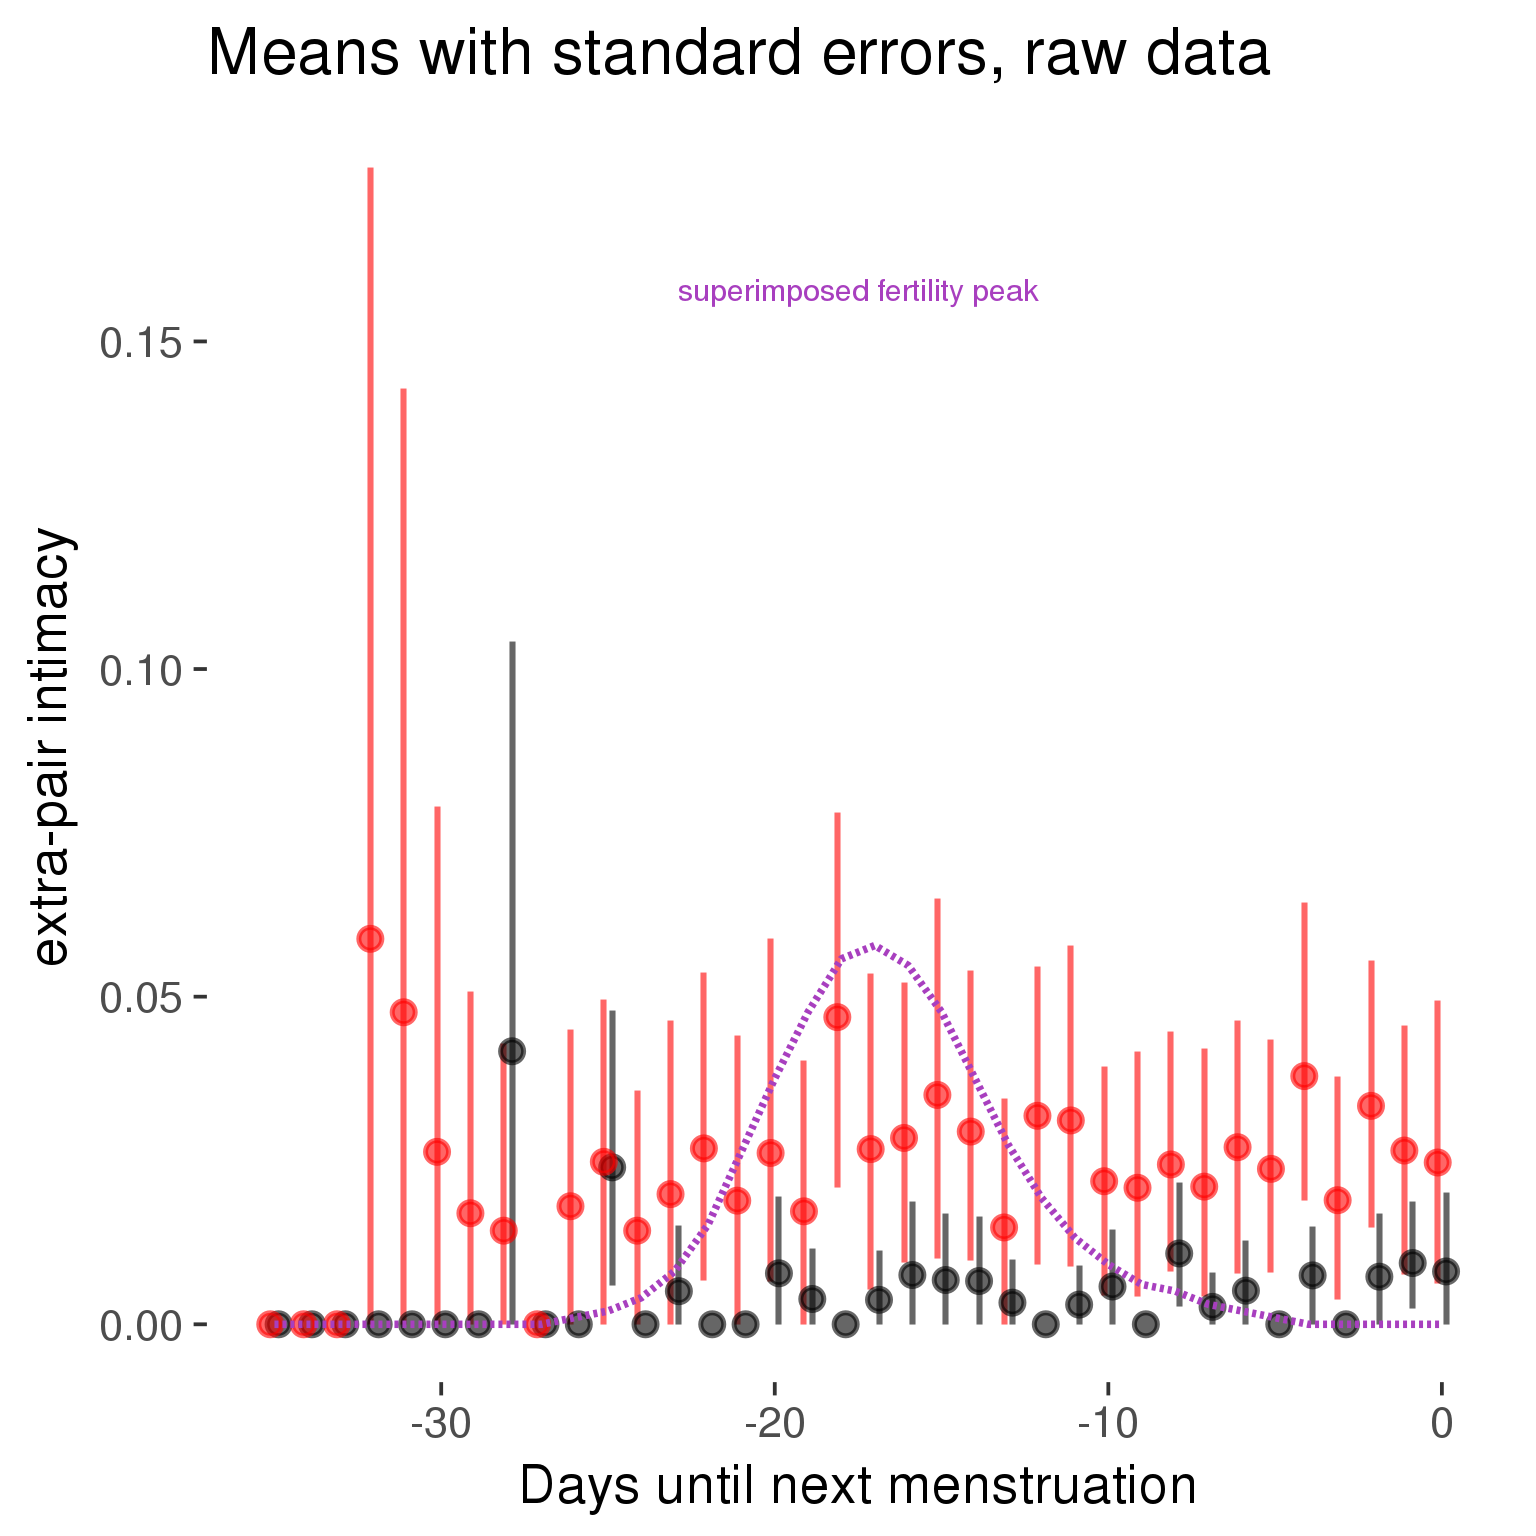 Means with standard errors, raw data
superimposed fertility peak
extra-pair intimacy
0.15
0.10
0.05
0.00
-30 -20 -10 0
Days until next menstruation